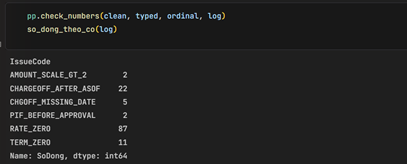 pp.check_numbers(clean, typed, ordinal, log)
so_dong_theo_co(log)
IssueCode
AMOUNT_SCALE_GT_2 2
CHARGEOFF_AFTER_ASOF 22
CHGOFF_MISSING_DATE 5
PIF_BEFORE_APPROVAL 2
RATE_ZERO 87
TERM_ZERO 11
Name: SoDong, dtype: int64